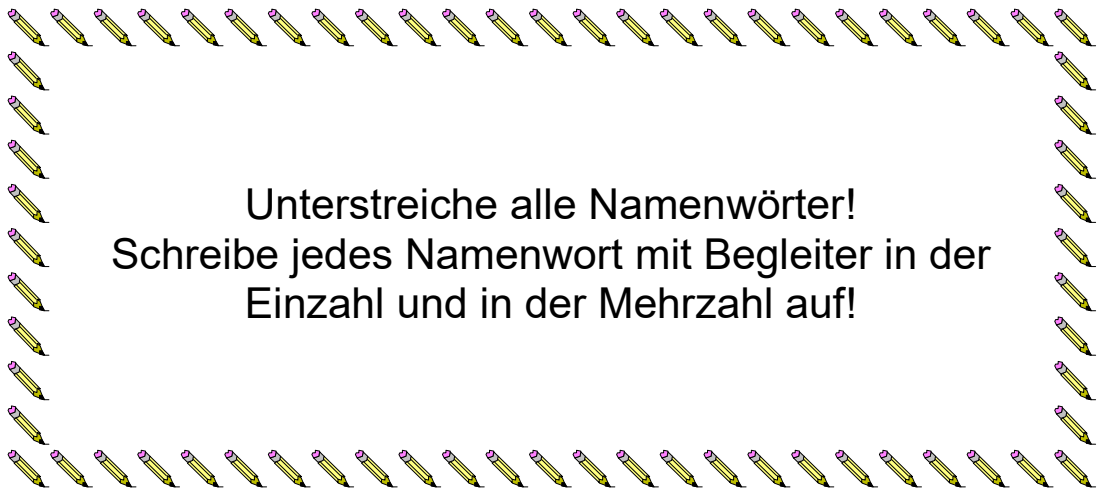 Unterstreiche alle Namenwörter!
Schreibe jedes Namenwort mit Begleiter in der
Einzahl und in der Mehrzahl auf!